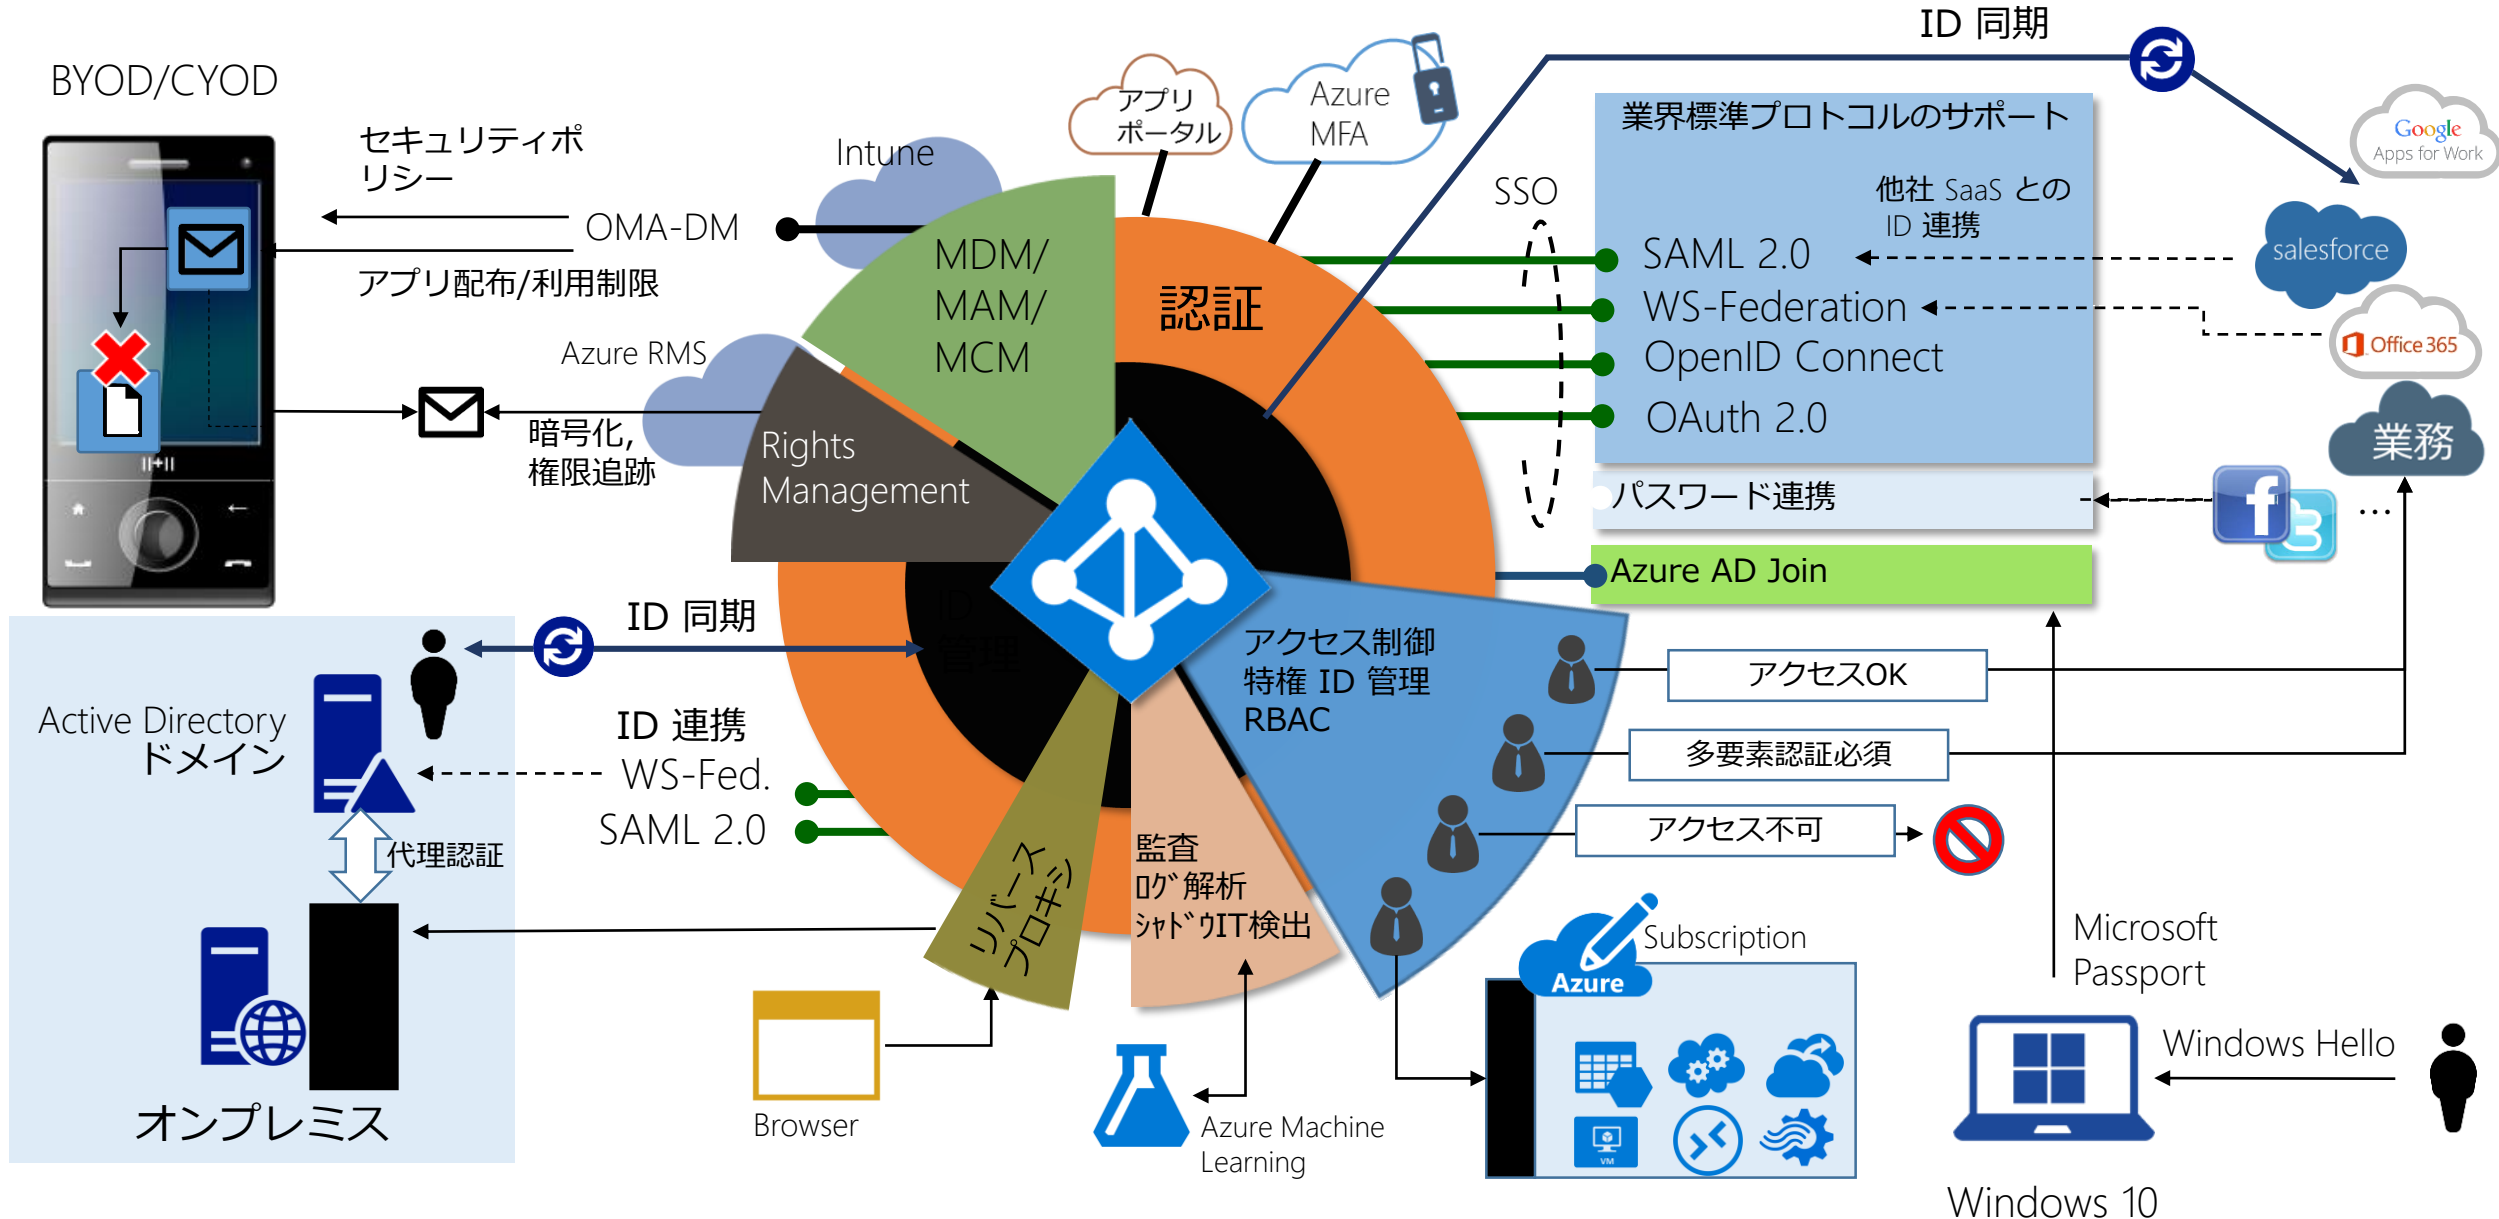 ID 同期
BYOD/CYOD
セキュリティポ
リシー
OMA-DM
アプリ配布/利用制限
Intune
アプリ
ポータル
Azure
MFA
業界標準プロトコルのサポート
他社 SaaS との
ID 連携
SSO
SAML 2.0
WS-Federation
OpenID Connect
OAuth 2.0
パスワード連携
Azure AD Join
Google
Apps for Work
salesforce
Office 365
業務
...
MDM/
MAM/
MCM
認証
Azure RMS
暗号化,
権限追跡
Rights
Management
ID 同期
ID
管理
Active Directory
ドメイン
ID 連携
WS-Fed.
SAML 2.0
代理認証
オンプレミス
リバース
プロキシ
監査
ﾛｸﾞ解析
ｼｬﾄﾞｳIT検出
アクセス制御
特権 ID 管理
RBAC
アクセスOK
多要素認証必須
アクセス不可
Browser
Azure Machine
Learning
Azure
Subscription
VM
Microsoft
Passport
Windows Hello
Windows 10